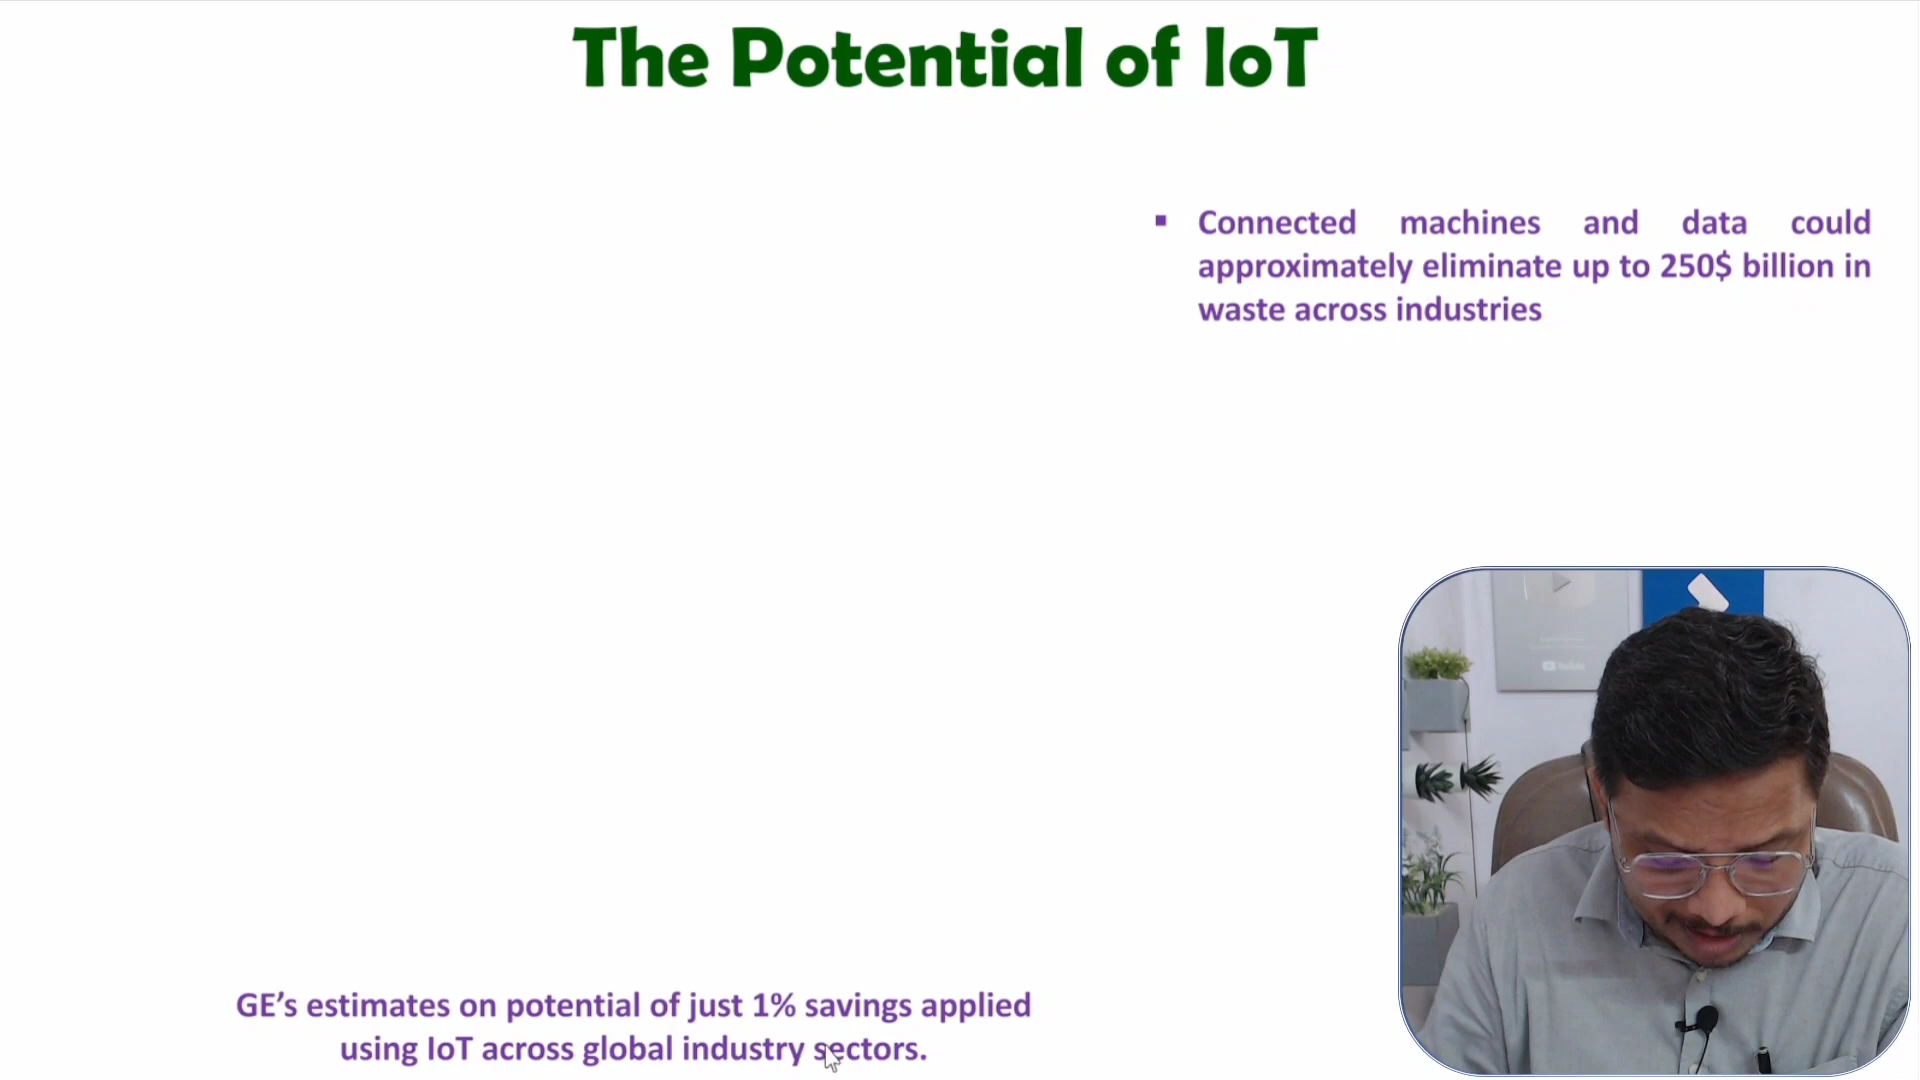 The Potential of IoT
▪ Connected machines and data could
approximately eliminate up to 250$ billion in
waste across industries
YouTube
GE’s estimates on potential of just 1% savings applied
using IoT across global industry sectors.